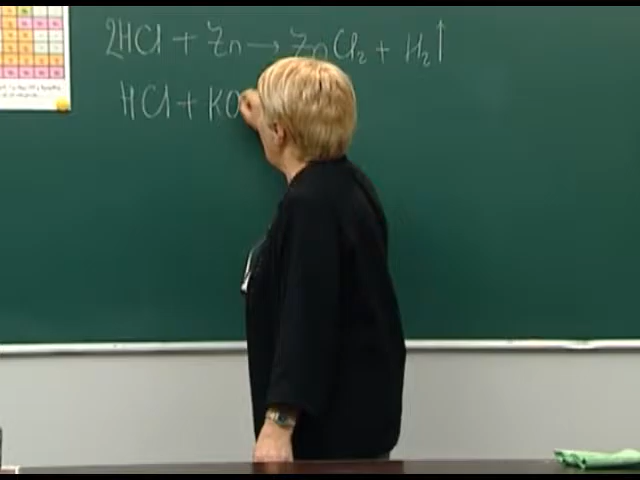 2HCl + Zn → ZnCl₂ + H₂↑
HCl + KO